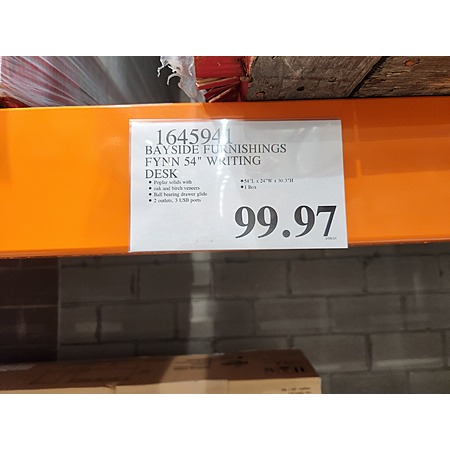 1645941
BAYSIDE FURNISHINGS
FYNN 54" WRITING
DESK
• Poplar solids with
• oak and birch veneers
• Ball bearing drawer glide
• 2 outlets, 3 USB ports
• 54"L x 24"W x 30.3"H
• 1 Box
99.97